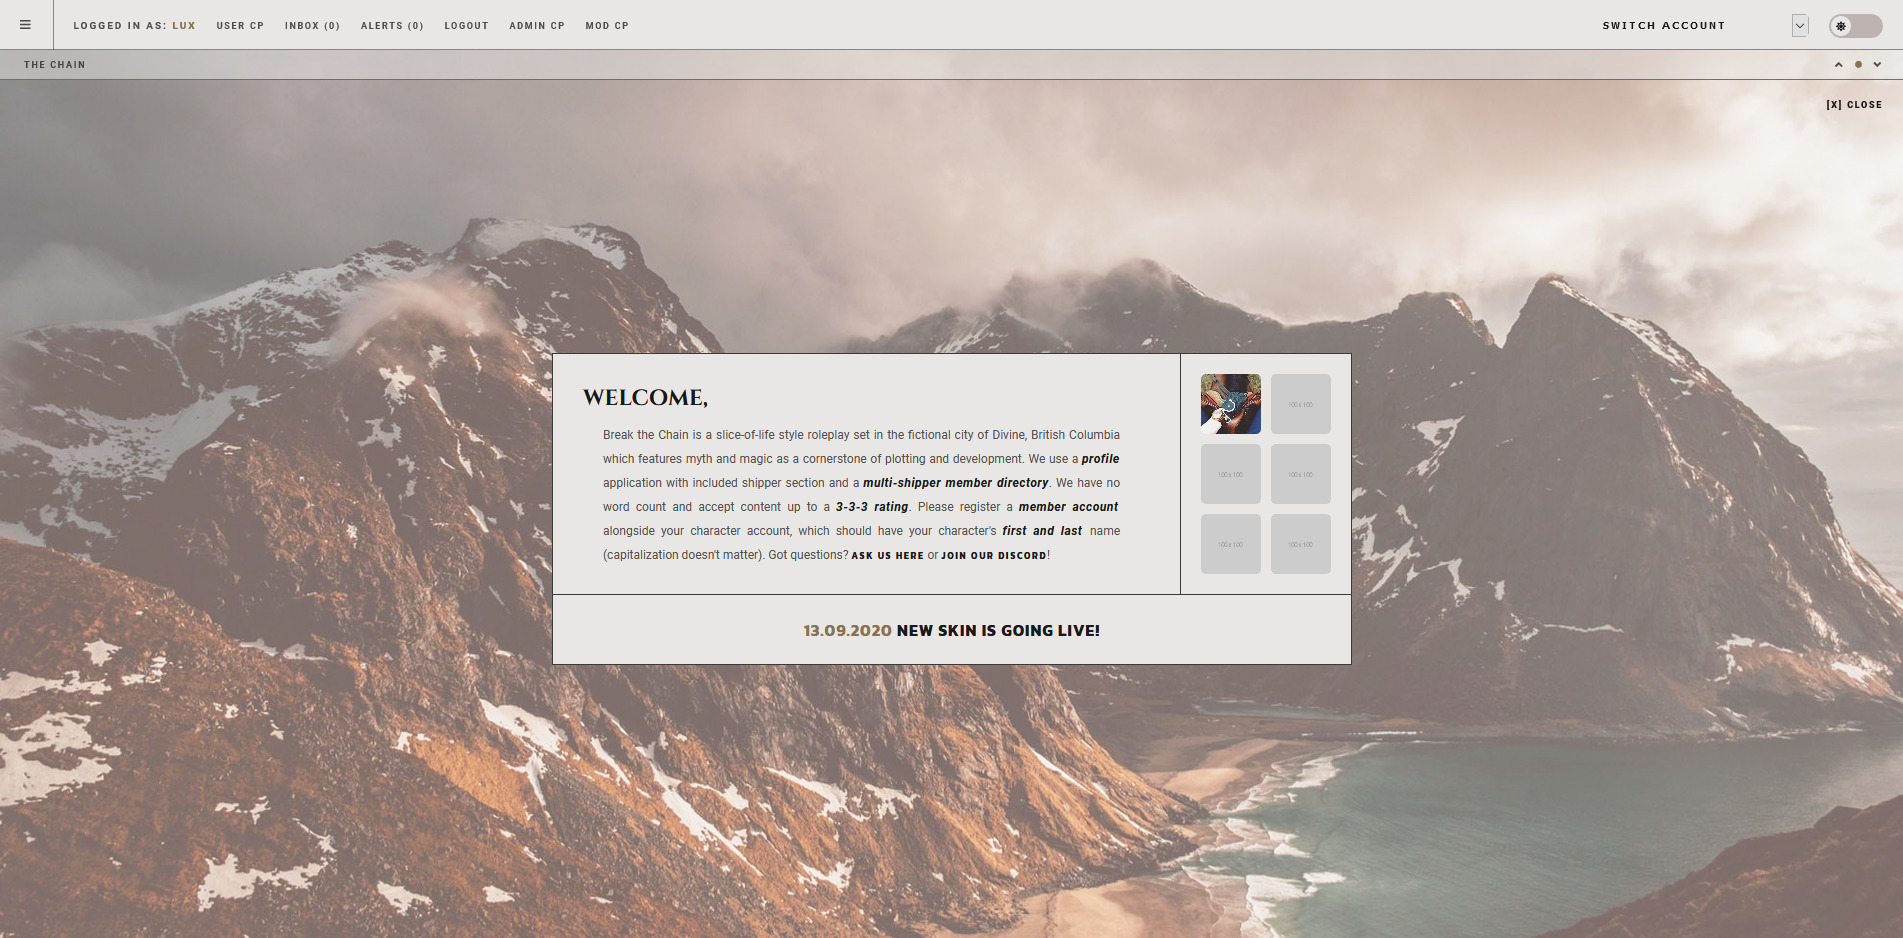 LOGGED IN AS: LUX USER CP INBOX (0) ALERTS (0) LOGOUT ADMIN CP MOD CP SWITCH ACCOUNT
THE CHAIN
[X] CLOSE
WELCOME,
Break the Chain is a slice-of-life style roleplay set in the fictional city of Divine, British Columbia
which features myth and magic as a cornerstone of plotting and development. We use a profile
application with included shipper section and a multi-shipper member directory. We have no
word count and accept content up to a 3-3-3 rating. Please register a member account
alongside your character account, which should have your character's first and last name
(capitalization doesn't matter). Got questions? ASK US HERE or JOIN OUR DISCORD!
100 x 100
100 x 100 100 x 100
100 x 100 100 x 100
13.09.2020 NEW SKIN IS GOING LIVE!